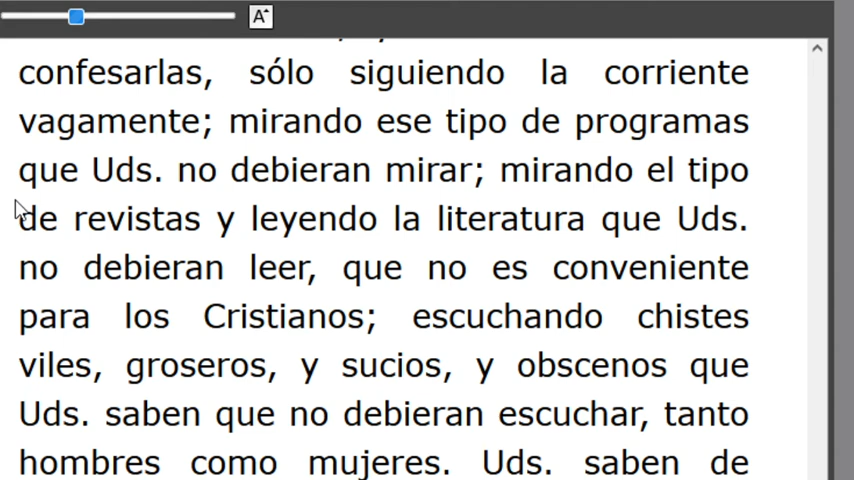 A
confesarlas, sólo siguiendo la corriente
vagamente; mirando ese tipo de programas
que Uds. no debieran mirar; mirando el tipo
de revistas y leyendo la literatura que Uds.
no debieran leer, que no es conveniente
para los Cristianos; escuchando chistes
viles, groseros, y sucios, y obscenos que
Uds. saben que no debieran escuchar, tanto
hombres como mujeres. Uds. saben de